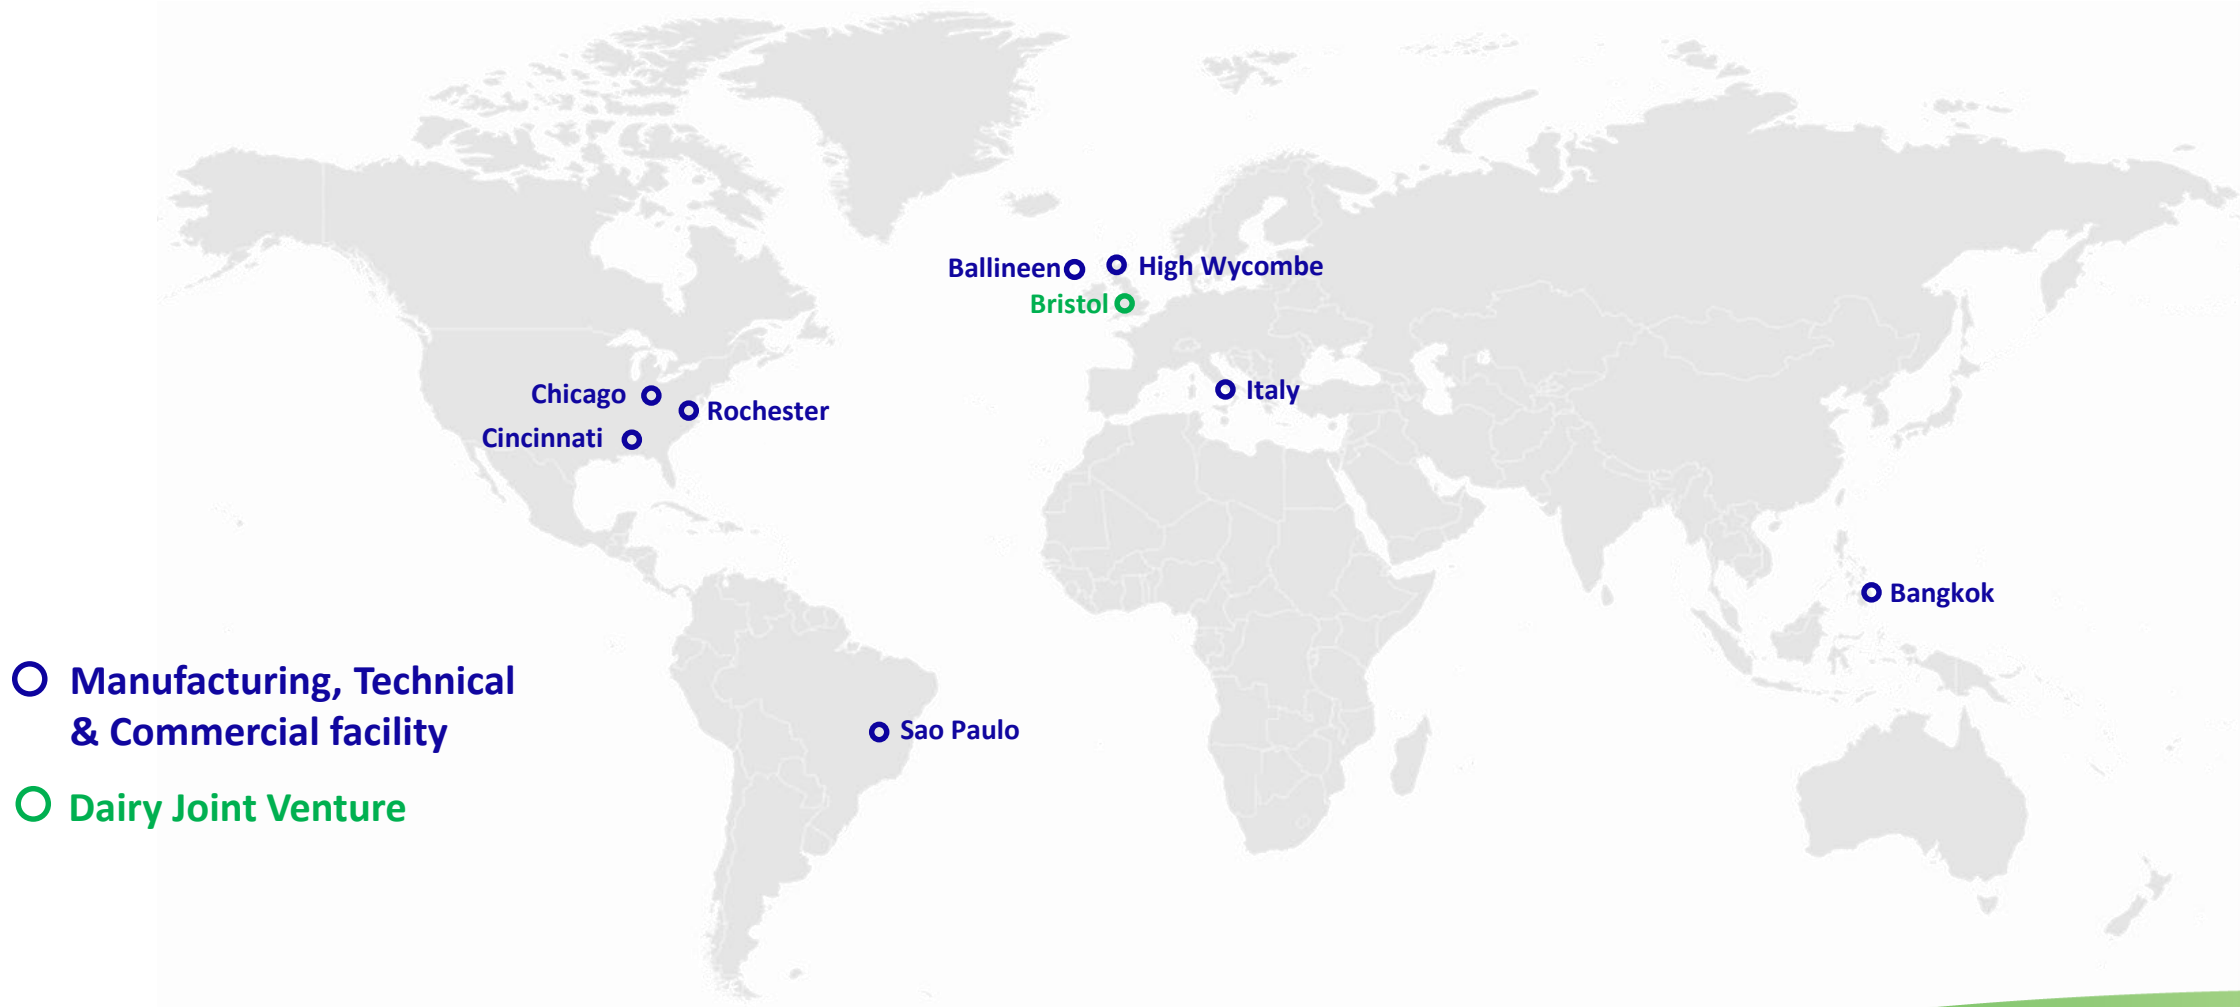 Ballineen
High Wycombe
Bristol
Chicago
Rochester
Italy
Cincinnati
Bangkok
Sao Paulo
Manufacturing, Technical
& Commercial facility
Dairy Joint Venture